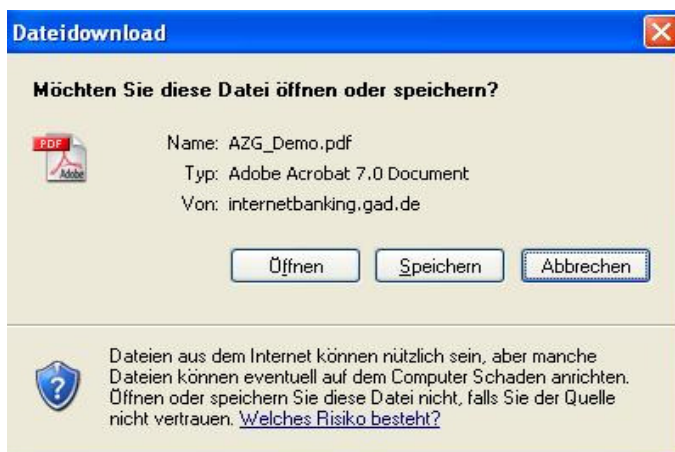 Dateidownload
Möchten Sie diese Datei öffnen oder speichern?
PDF
Adobe
Name: AZG_Demo.pdf
Typ: Adobe Acrobat 7.0 Document
Von: internetbanking.gad.de
Öffnen Speichern Abbrechen
Dateien aus dem Internet können nützlich sein, aber manche
Dateien können eventuell auf dem Computer Schaden anrichten.
Öffnen oder speichern Sie diese Datei nicht, falls Sie der Quelle
nicht vertrauen. Welches Risiko besteht?